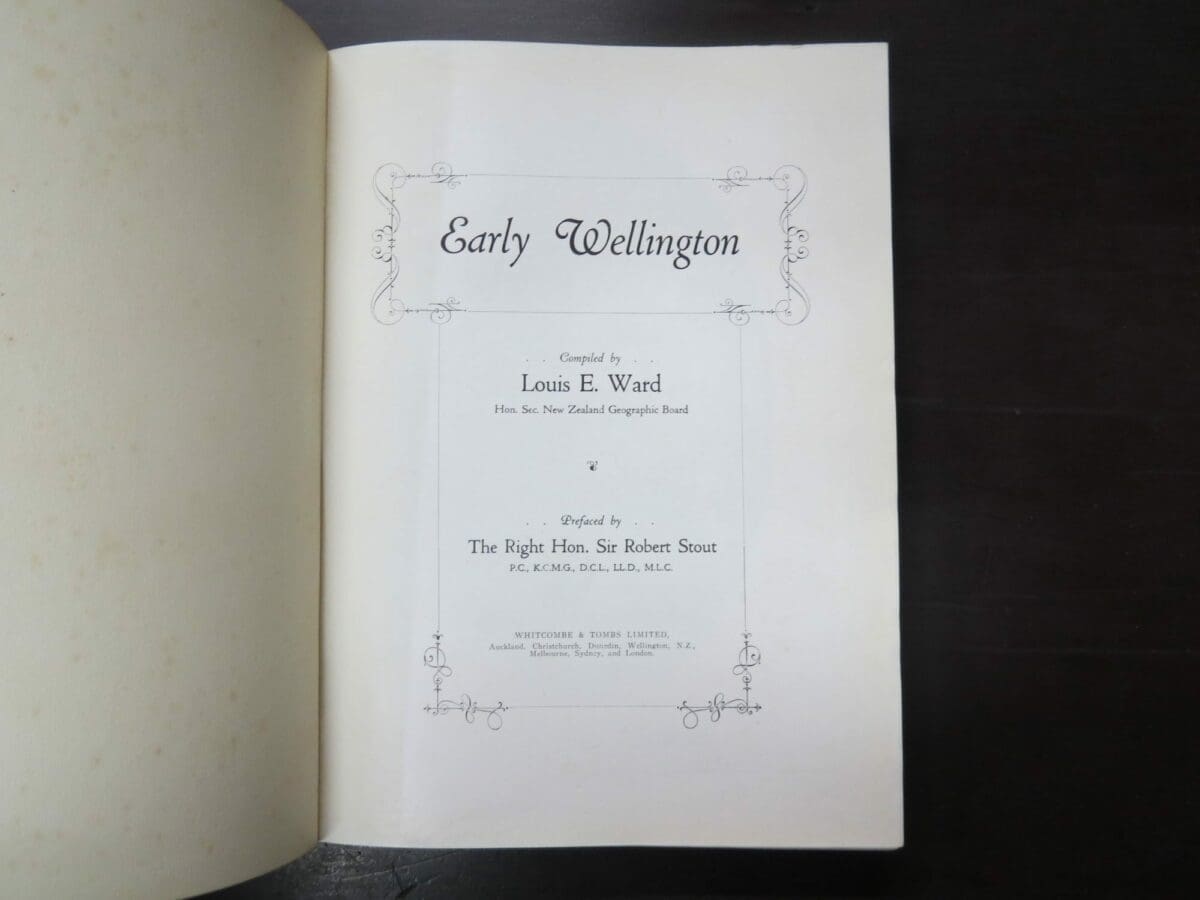 Early Wellington
. . Compiled by . .
Louis E. Ward
Hon. Sec. New Zealand Geographic Board
. . Prefaced by . .
The Right Hon. Sir Robert Stout
P.C., K.C.M.G., D.C.L., LL.D., M.L.C.
WHITCOMBE & TOMBS LIMITED,
Auckland, Christchurch, Dunedin, Wellington, N.Z.,
Melbourne, Sydney, and London.